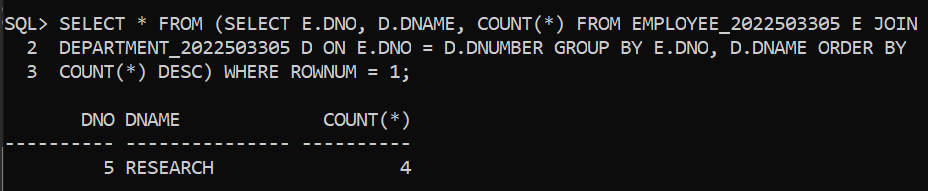 SQL> SELECT * FROM (SELECT E.DNO, D.DNAME, COUNT(*) FROM EMPLOYEE_2022503305 E JOIN
  2  DEPARTMENT_2022503305 D ON E.DNO = D.DNUMBER GROUP BY E.DNO, D.DNAME ORDER BY
  3  COUNT(*) DESC) WHERE ROWNUM = 1;

       DNO DNAME             COUNT(*)
---------- --------------- ----------
         5 RESEARCH                 4